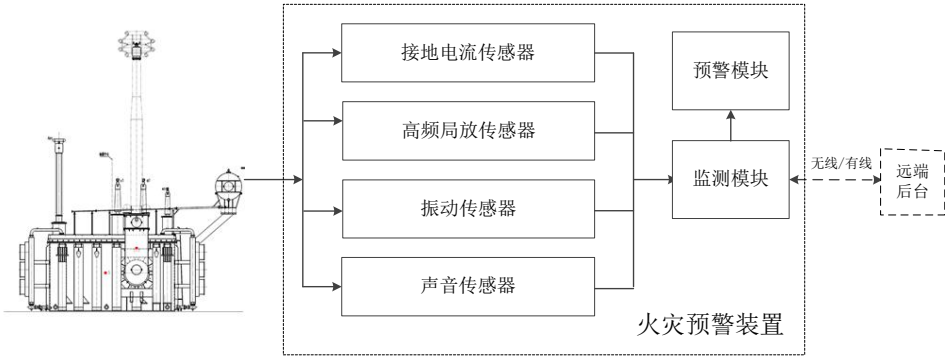 接地电流传感器
高频局放传感器
振动传感器
声音传感器
预警模块
监测模块
无线/有线
远端
后台
火灾预警装置